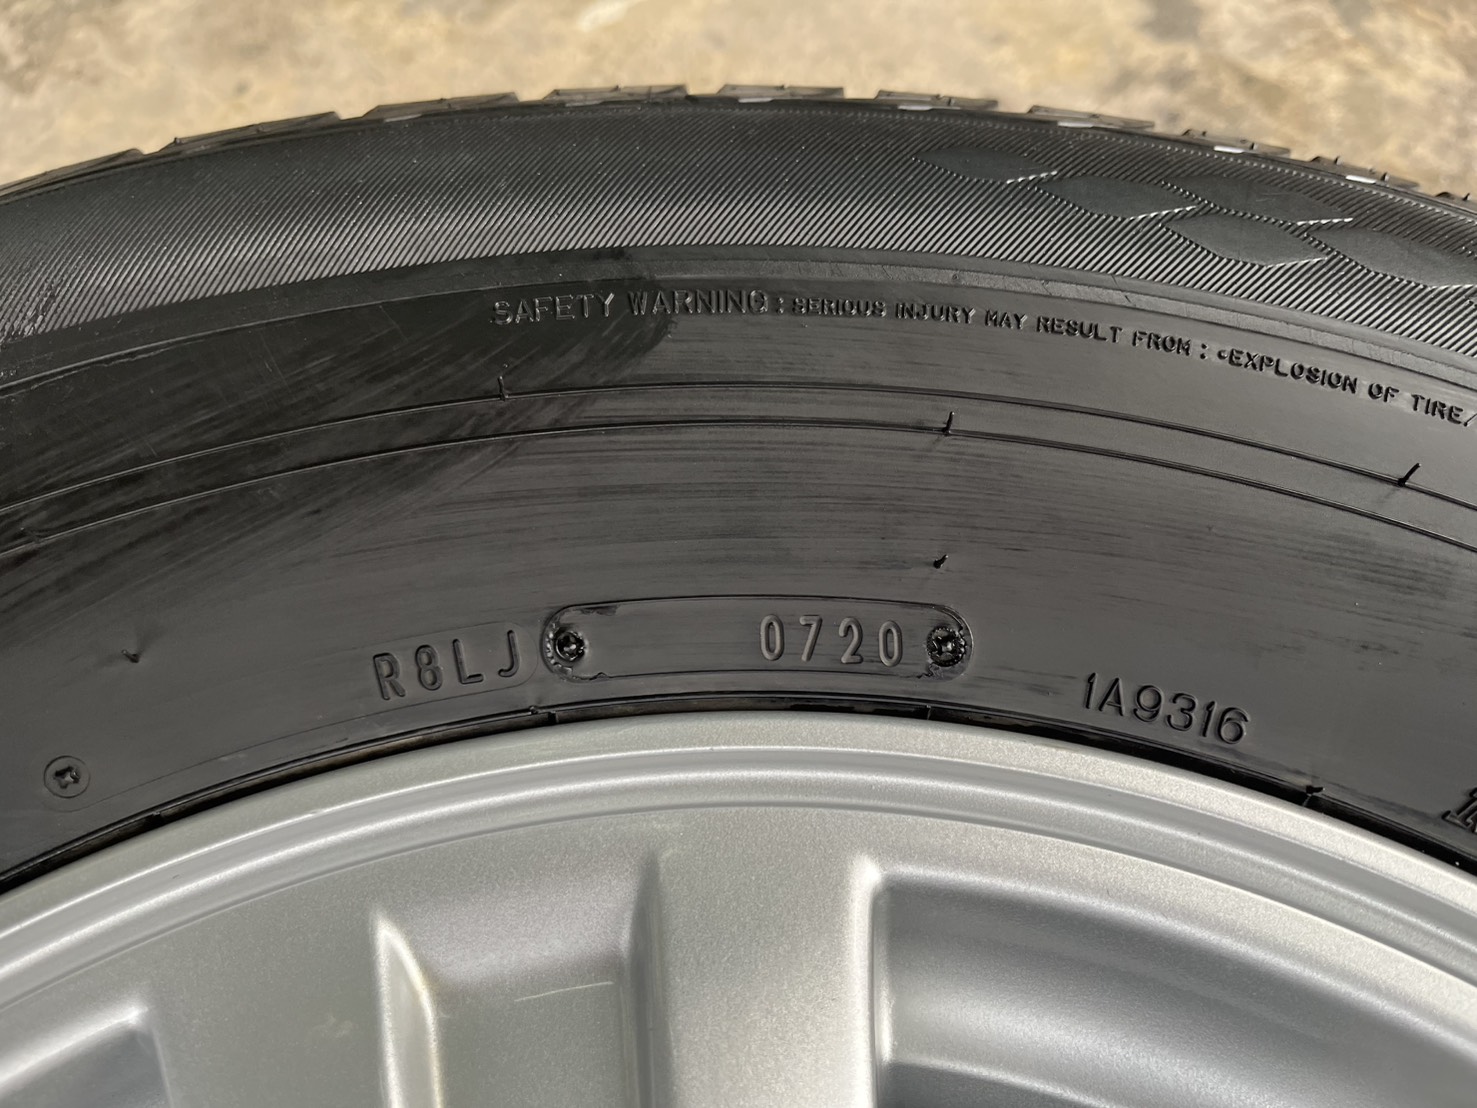 SAFETY WARNING: SERIOUS INJURY MAY RESULT FROM: •EXPLOSION OF TIRE/
R8LJ 0720
1A9316